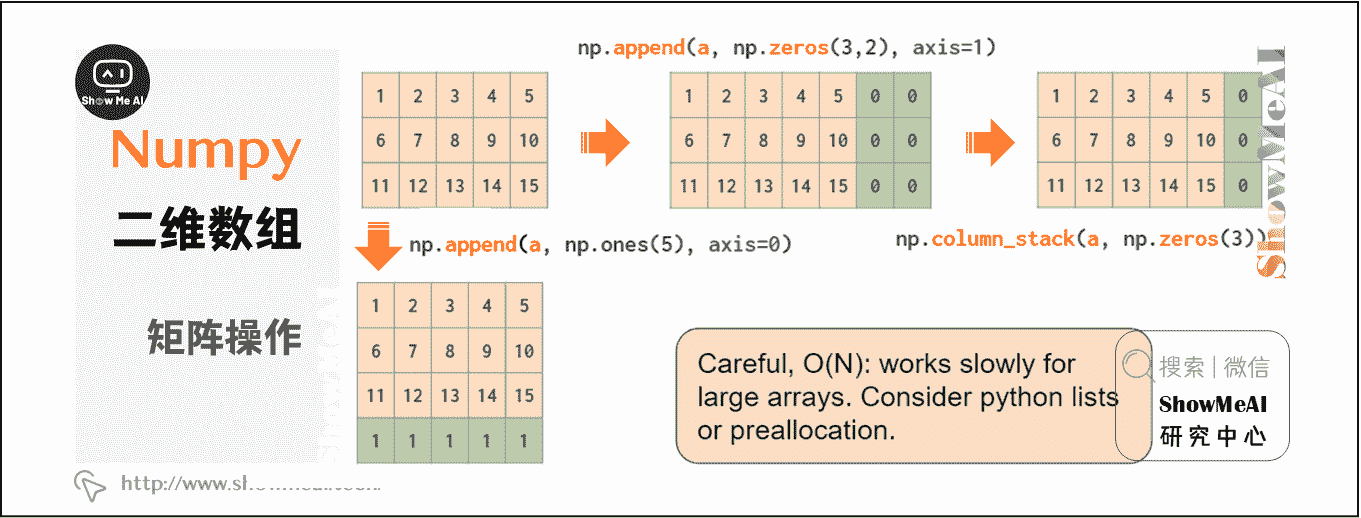 np.append(a, np.zeros(3,2), axis=1)
Show Me AI
Numpy
二维数组
矩阵操作
1 2 3 4 5
6 7 8 9 10
11 12 13 14 15
1 2 3 4 5 0 0
6 7 8 9 10 0 0
11 12 13 14 15 0 0
1 2 3 4 5 0
6 7 8 9 10 0
11 12 13 14 15 0
ShowMeAI
np.append(a, np.ones(5), axis=0)
np.column_stack(a, np.zeros(3))
1 2 3 4 5
6 7 8 9 10
11 12 13 14 15
1 1 1 1 1
Careful, O(N): works slowly for
large arrays. Consider python lists
or preallocation.
搜索 | 微信
ShowMeAI
研究中心
http://www.